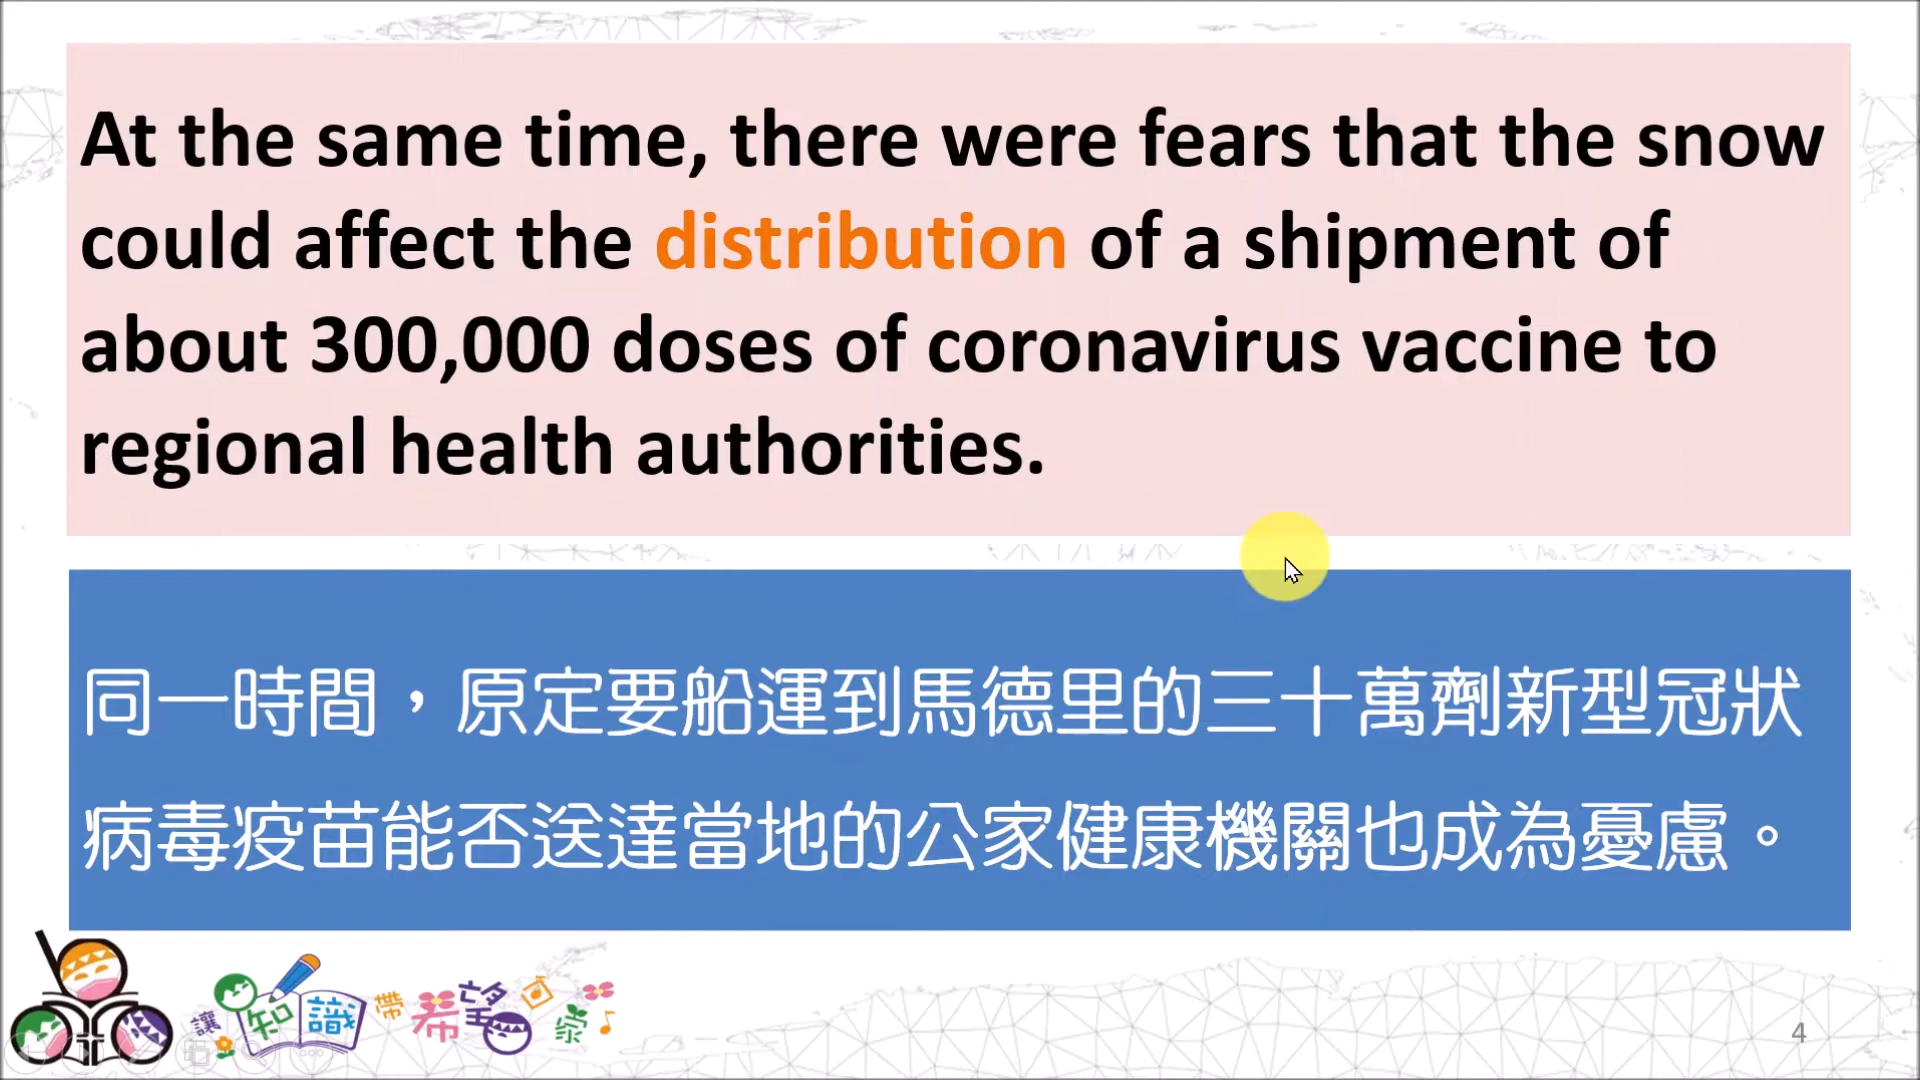 At the same time, there were fears that the snow
could affect the distribution of a shipment of
about 300,000 doses of coronavirus vaccine to
regional health authorities.
同一時間，原定要船運到馬德里的三十萬劑新型冠狀
病毒疫苗能否送達當地的公家健康機關也成為憂慮。
讓知識帶希望回家
4